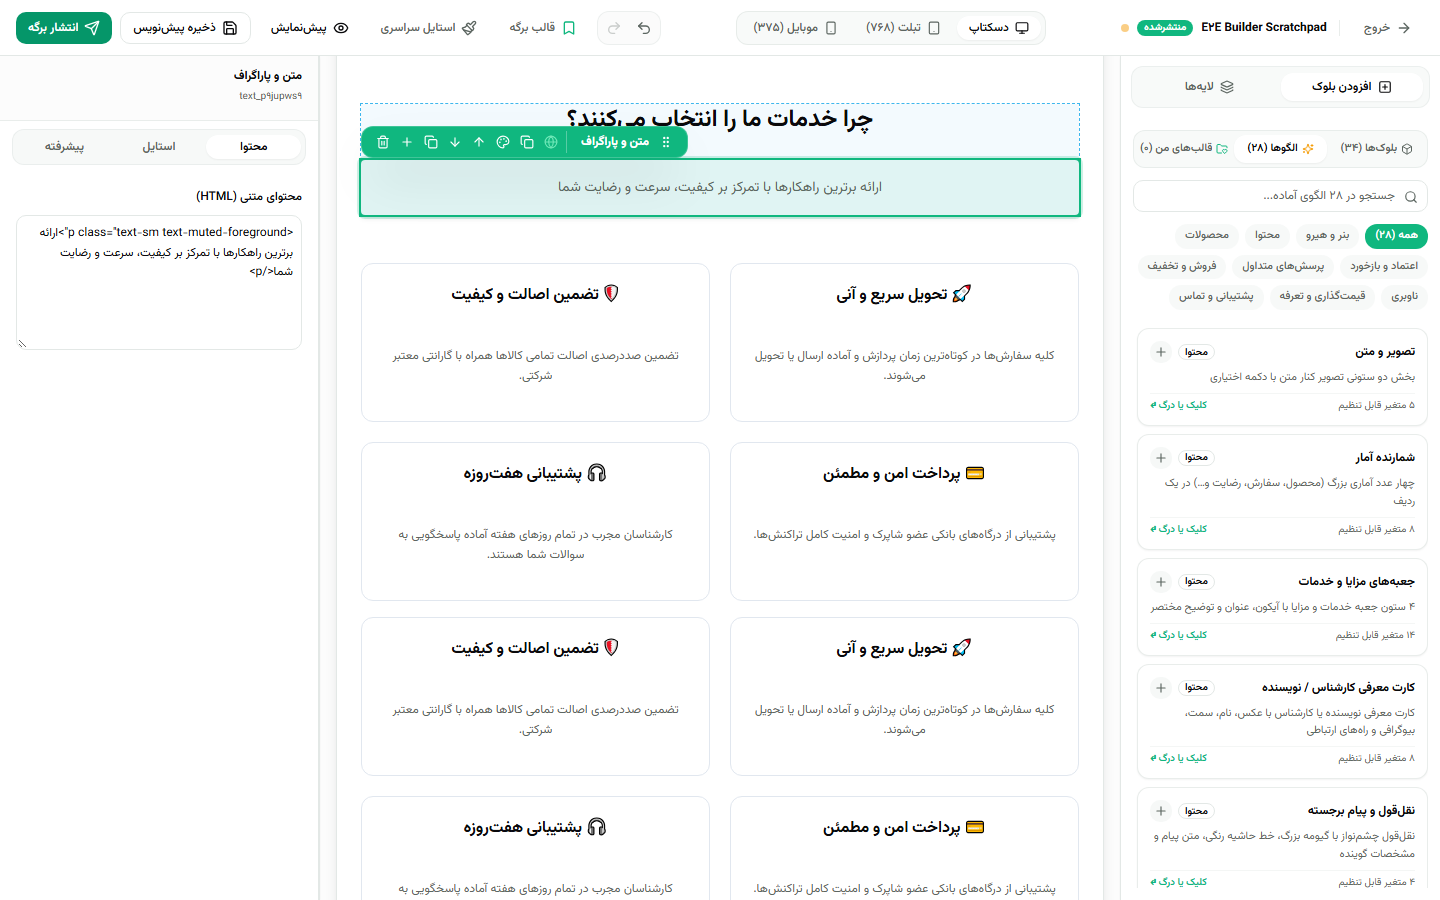 خروج
E۲E Builder Scratchpad
منتشرشده
دسکتاپ
تبلت (۷۶۸)
موبایل (۳۷۵)
قالب برگه
استایل سراسری
پیش‌نمایش
ذخیره پیش‌نویس
انتشار برگه
افزودن بلوک
لایه‌ها
بلوک‌ها (۳۴)
الگوها (۲۸)
قالب‌های من (۰)
جستجو در ۲۸ الگوی آماده...
همه (۲۸)
بنر و هیرو
محتوا
محصولات
اعتماد و بازخورد
پرسش‌های متداول
فروش و تخفیف
ناوبری
قیمت‌گذاری و تعرفه
پشتیبانی و تماس
تصویر و متن
محتوا
بخش دو ستونی تصویر کنار متن با دکمه اختیاری
۵ متغیر قابل تنظیم
کلیک یا درگ
شمارنده آمار
محتوا
چهار عدد آماری بزرگ (محصول، سفارش، رضایت و...) در یک
ردیف
۸ متغیر قابل تنظیم
کلیک یا درگ
جعبه‌های مزایا و خدمات
محتوا
۴ ستون جعبه خدمات و مزایا با آیکون، عنوان و توضیح مختصر
۱۴ متغیر قابل تنظیم
کلیک یا درگ
کارت معرفی کارشناس / نویسنده
محتوا
کارت معرفی نویسنده یا کارشناس با عکس، نام، سمت،
بیوگرافی و راه‌های ارتباطی
۸ متغیر قابل تنظیم
کلیک یا درگ
نقل‌قول و پیام برجسته
محتوا
نقل‌قول چشم‌نواز با گیومه بزرگ، خط حاشیه رنگی، متن پیام و
مشخصات گوینده
۴ متغیر قابل تنظیم
کلیک یا درگ
چرا خدمات ما را انتخاب می‌کنند؟
متن و پاراگراف
ارائه برترین راهکارها با تمرکز بر کیفیت، سرعت و رضایت شما
تحویل سریع و آنی
کلیه سفارش‌ها در کوتاه‌ترین زمان پردازش و آماده ارسال یا تحویل
می‌شوند.
تضمین اصالت و کیفیت
تضمین صددرصدی اصالت تمامی کالاها همراه با گارانتی معتبر
شرکتی.
پرداخت امن و مطمئن
پشتیبانی از درگاه‌های بانکی عضو شاپرک و امنیت کامل تراکنش‌ها.
پشتیبانی هفت‌روزه
کارشناسان مجرب در تمام روزهای هفته آماده پاسخگویی به
سوالات شما هستند.
تحویل سریع و آنی
کلیه سفارش‌ها در کوتاه‌ترین زمان پردازش و آماده ارسال یا تحویل
می‌شوند.
تضمین اصالت و کیفیت
تضمین صددرصدی اصالت تمامی کالاها همراه با گارانتی معتبر
شرکتی.
پرداخت امن و مطمئن
پشتیبانی از درگاه‌های بانکی عضو شاپرک و امنیت کامل تراکنش‌ها.
پشتیبانی هفت‌روزه
کارشناسان مجرب در تمام روزهای هفته آماده پاسخگویی به
متن و پاراگراف
text_p۹jupws۹
محتوا
استایل
پیشرفته
محتوای متنی (HTML)
<p class="text-sm text-muted-foreground">ارائه
برترین راهکارها با تمرکز بر کیفیت، سرعت و رضایت
شما</p>